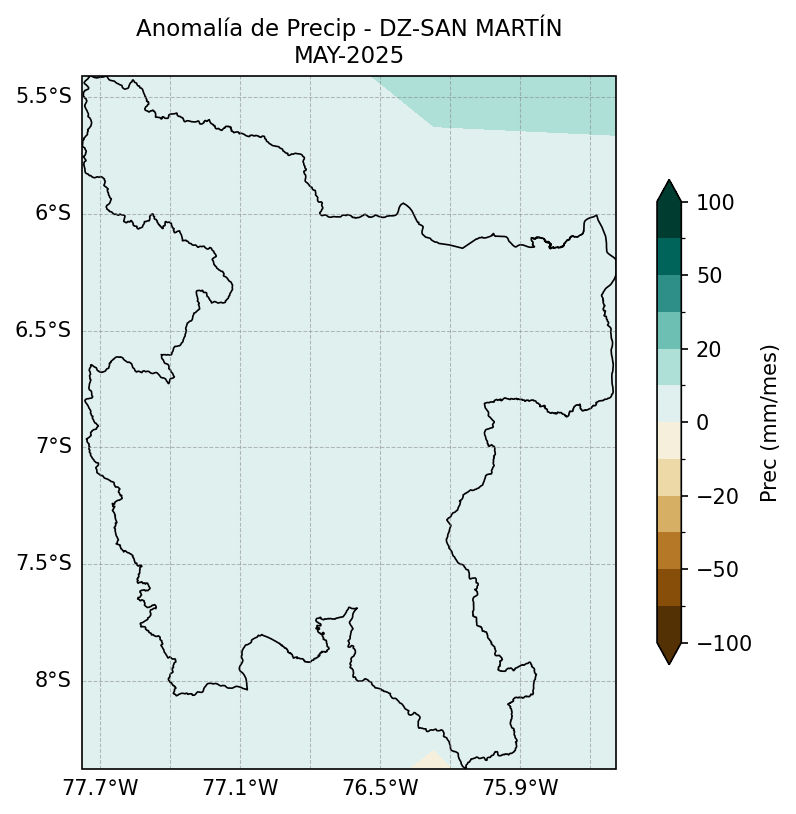 Anomalía de Precip - DZ-SAN MARTÍN
MAY-2025
5.5°S
6°S
6.5°S
7°S
7.5°S
8°S
77.7°W
77.1°W
76.5°W
75.9°W
100
50
20
0
−20
−50
−100
Prec (mm/mes)